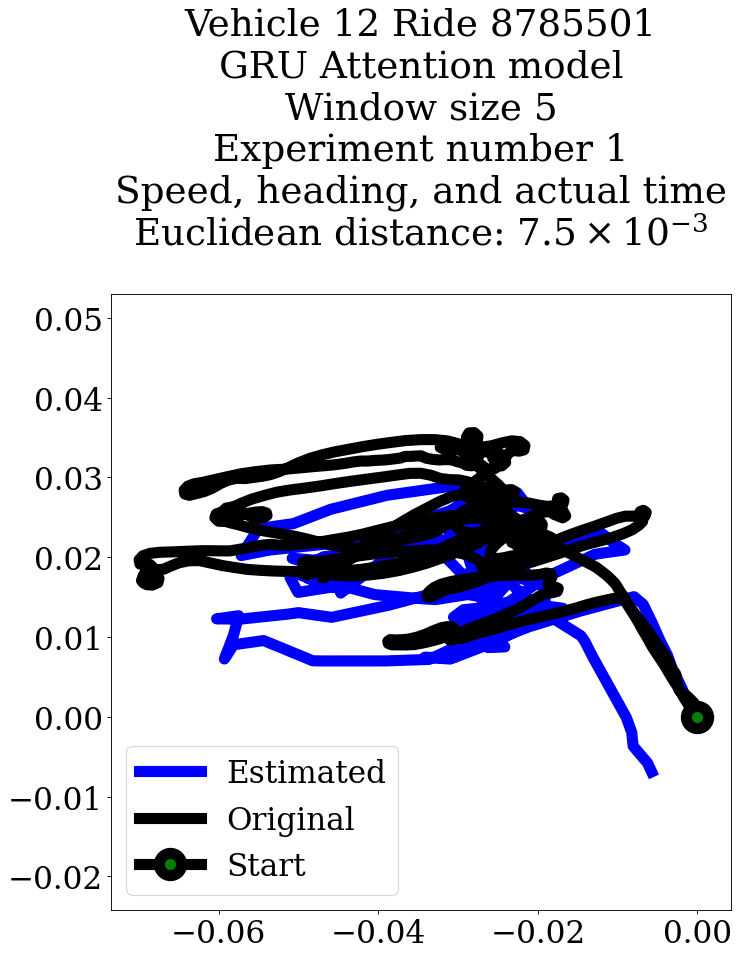 Vehicle 12 Ride 8785501
GRU Attention model
Window size 5
Experiment number 1
Speed, heading, and actual time
Euclidean distance: 7.5 × 10⁻³
0.05
0.04
0.03
0.02
0.01
0.00
−0.01
−0.02
Estimated
Original
Start
−0.06
−0.04
−0.02
0.00